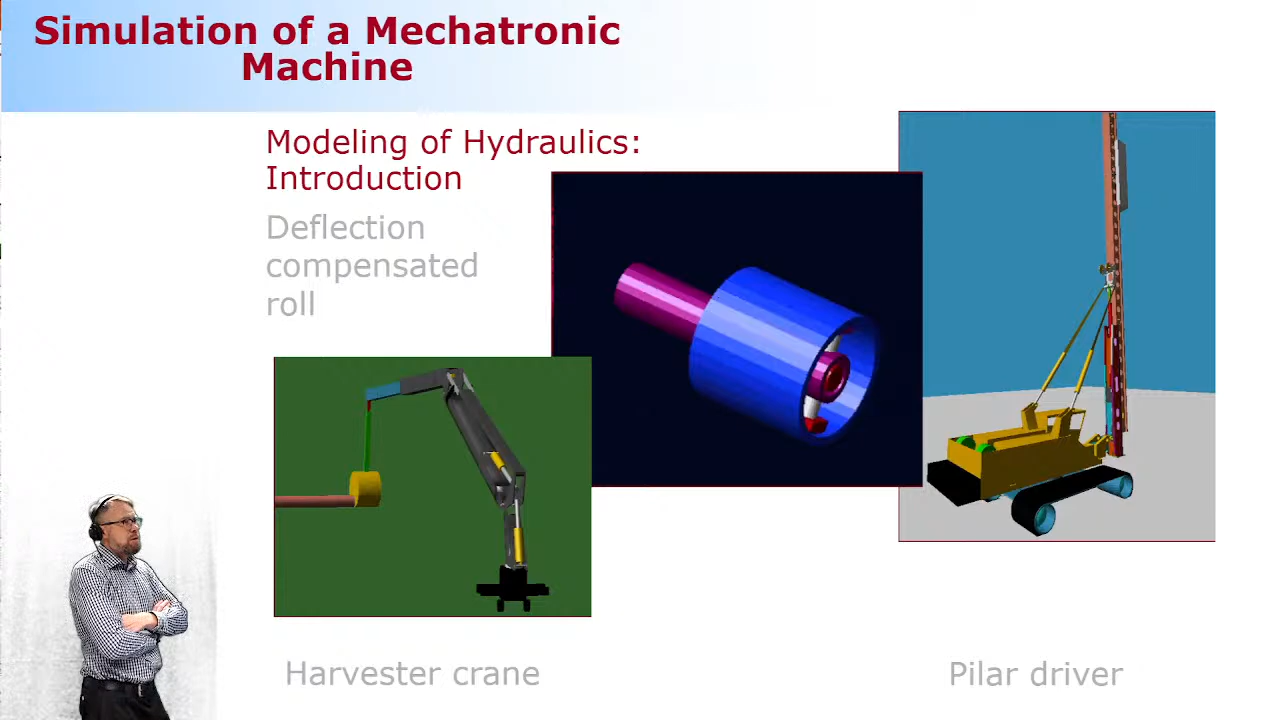 Simulation of a Mechatronic
Machine
Modeling of Hydraulics:
Introduction
Deflection
compensated
roll
Harvester crane
Pilar driver